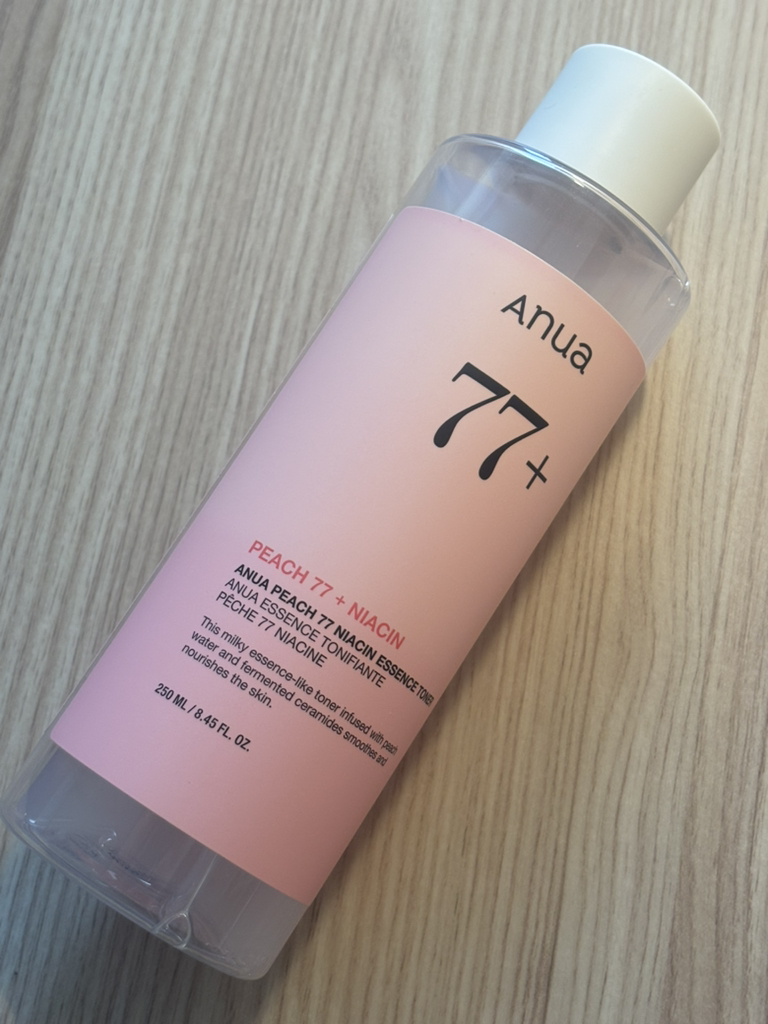 Anua
77+
PEACH 77 + NIACIN
ANUA PEACH 77 NIACIN ESSENCE TONER
ANUA ESSENCE TONIFIANTE
PÊCHE 77 NIACINE
This milky essence-like toner infused with peach
water and fermented ceramides smoothes and
nourishes the skin.
250 ML / 8.45 FL. OZ.